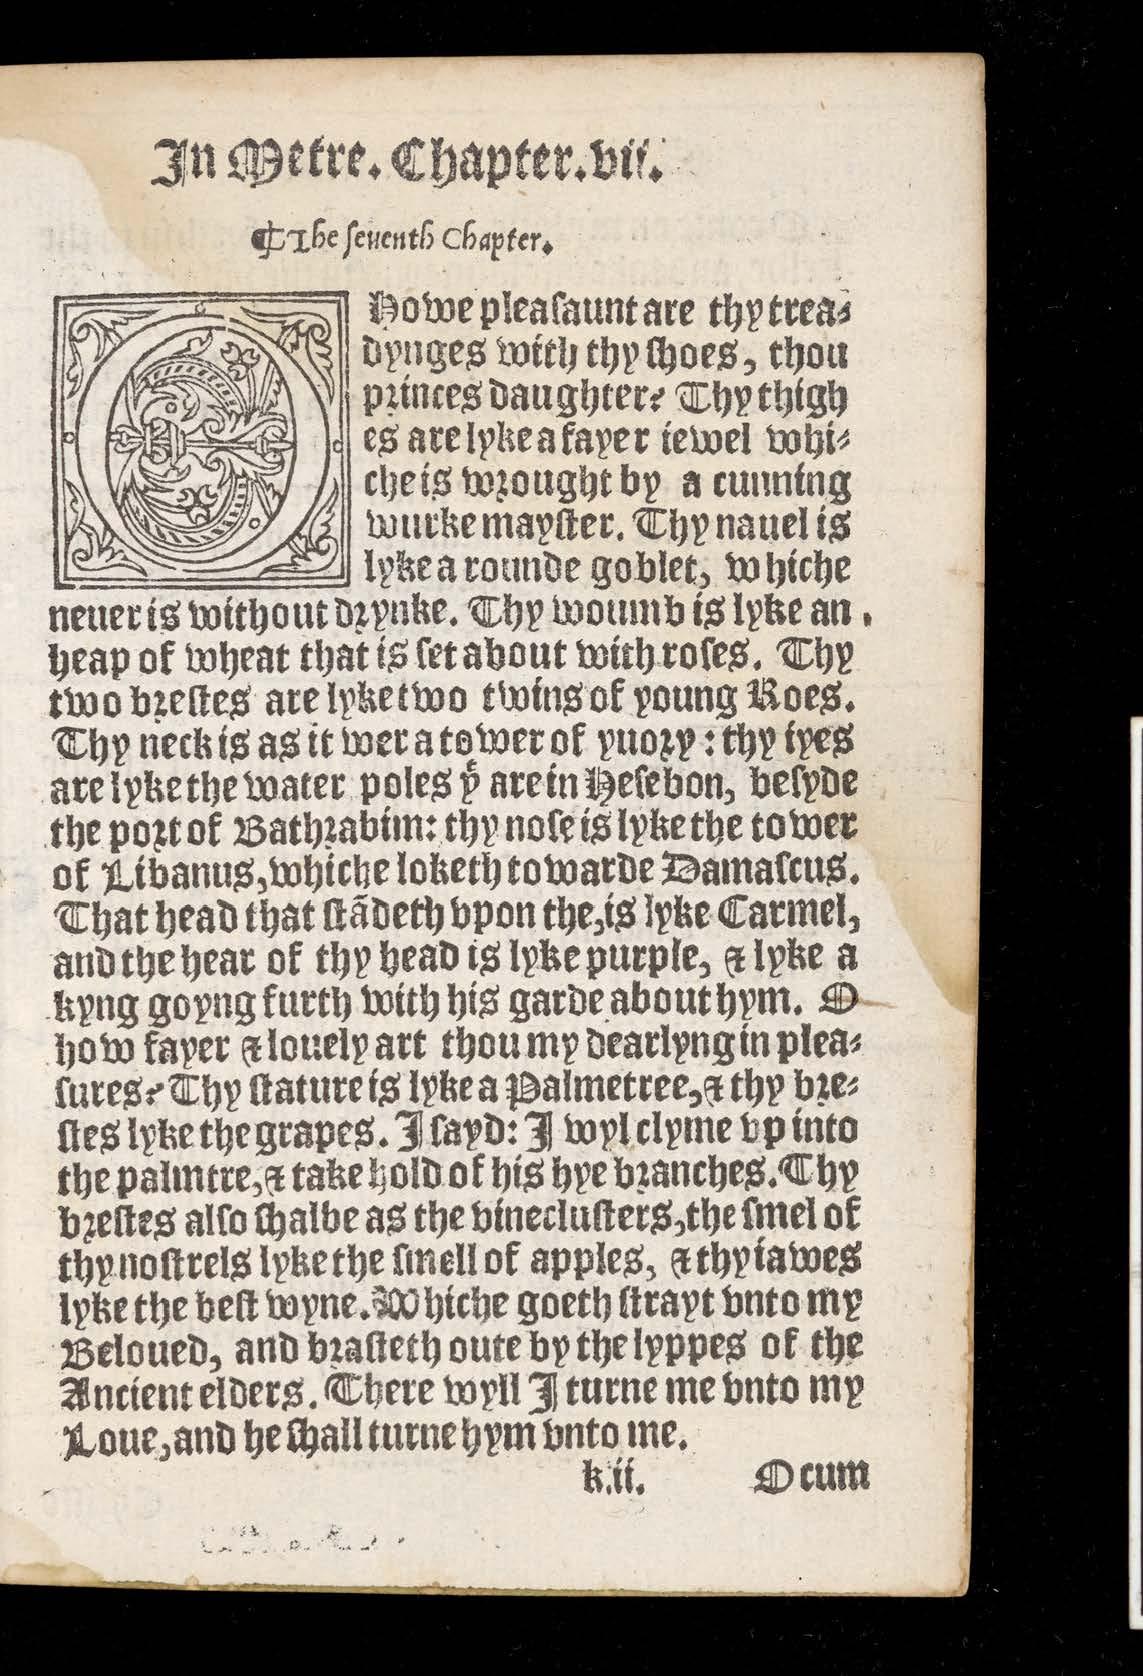 In Metre. Chapter. vii.
¶ The seuenth Chapter.
O Howe pleasaunt are thy trea-
dynges with thy shoes, thou
princes daughter? Thy thigh
es are lyke a fayer iewel whi-
che is wrought by a cunning
wurke mayster. Thy nauel is
lyke a rounde goblet, whiche
neuer is without drynke. Thy woumb is lyke an
heap of wheat that is set about with roses. Thy
two brestes are lyke two twins of young Roes.
Thy neck is as it wer a tower of yuory : thy iyes
are lyke the water poles yͤ are in Hesebon, besyde
the port of Bathrabim: thy nose is lyke the tower
of Libanus, whiche loketh towarde Damascus.
That head that stãdeth vpon the, is lyke Carmel,
and the hear of thy head is lyke purple, & lyke a
kyng goyng furth with his garde about hym. O
how fayer & louely art thou my dearlyng in plea-
sures? Thy stature is lyke a Palmetree, & thy bre-
stes lyke the grapes. I sayd: I wyl clyme vp into
the palmtre, & take hold of his hye branches. Thy
brestes also shalbe as the vineclusters, the smel of
thy nostrels lyke the smell of apples, & thy iawes
lyke the best wyne. Whiche goeth strayt vnto my
Beloued, and brasteth oute by the lyppes of the
Ancient elders. There wyll I turne me vnto my
Loue, and he shall turne hym vnto me.
k.ii. O cum